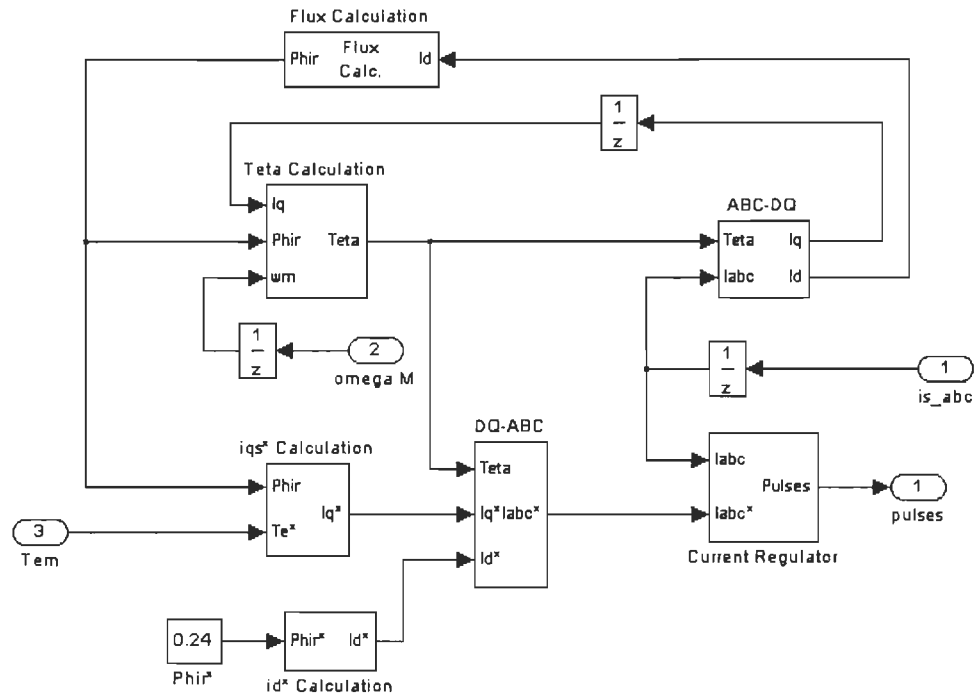 Flux Calculation
Phir Flux Calc. Id
1
z
Teta Calculation
Iq
Phir Teta
wm
ABC-DQ
Teta Iq
Iabc Id
1
z
2
omega M
1
z
1
is_abc
DQ-ABC
Teta
Iq* Iabc*
Id*
iqs* Calculation
Phir
Iq*
Te*
3
Tem
Iabc
Pulses
Iabc*
Current Regulator
1
pulses
0.24
Phir*
Phir* Id*
id* Calculation